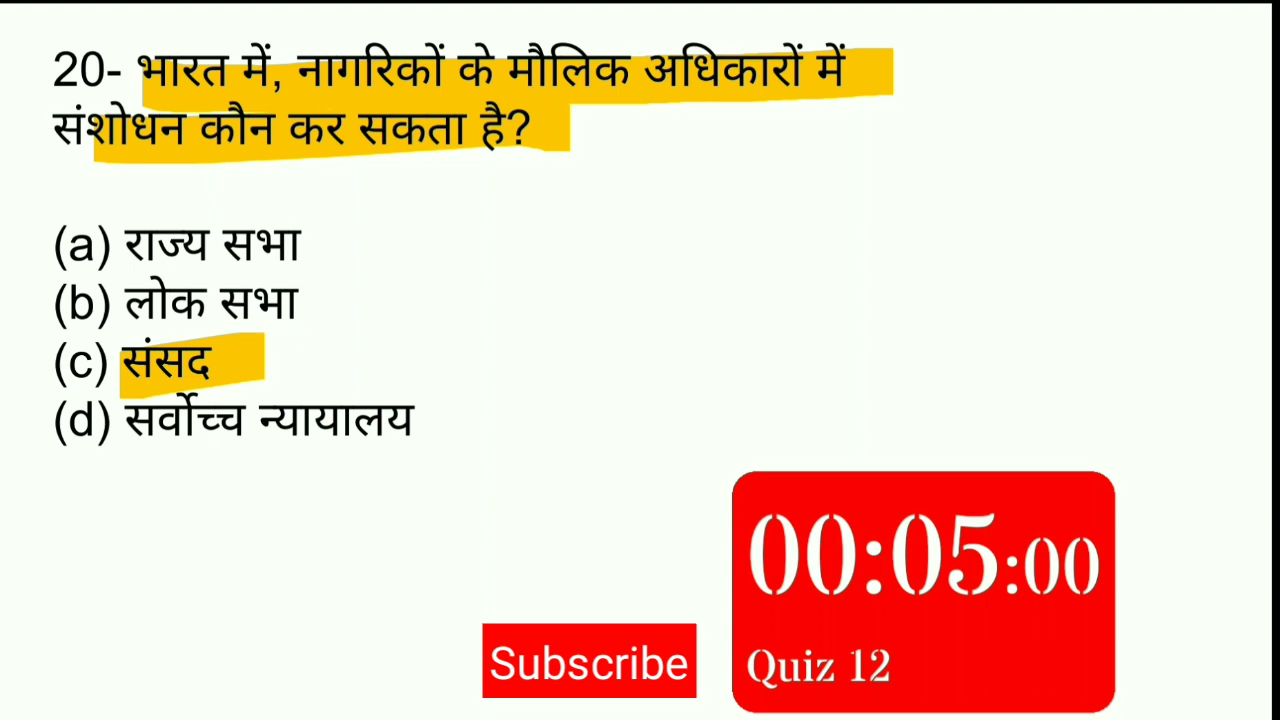 20- भारत में, नागरिकों के मौलिक अधिकारों में
संशोधन कौन कर सकता है?
(a) राज्य सभा
(b) लोक सभा
(c) संसद
(d) सर्वोच्च न्यायालय
00:05:00
Subscribe
Quiz 12